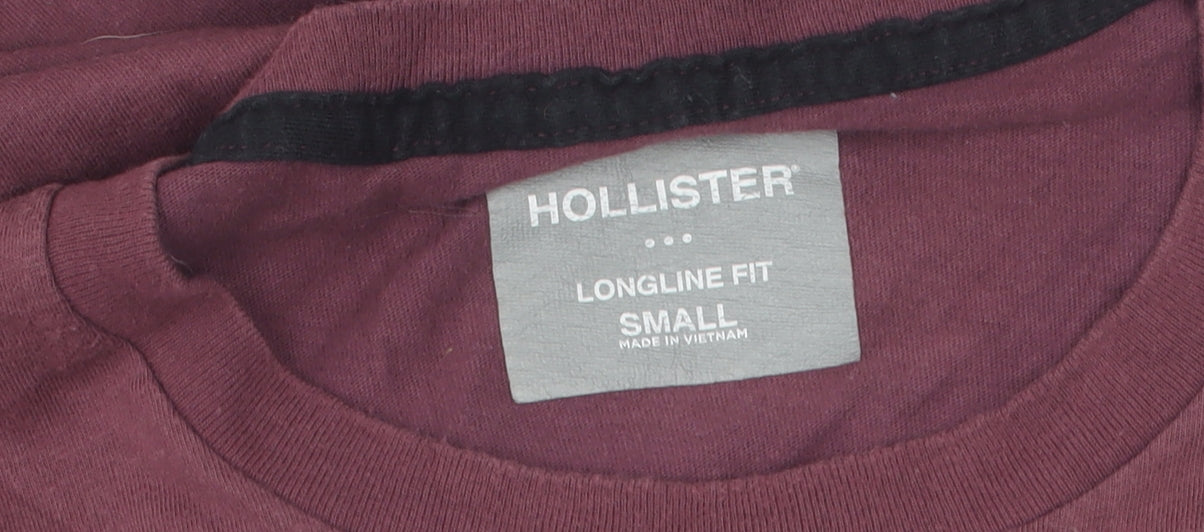 HOLLISTER®
LONGLINE FIT
SMALL
MADE IN VIETNAM